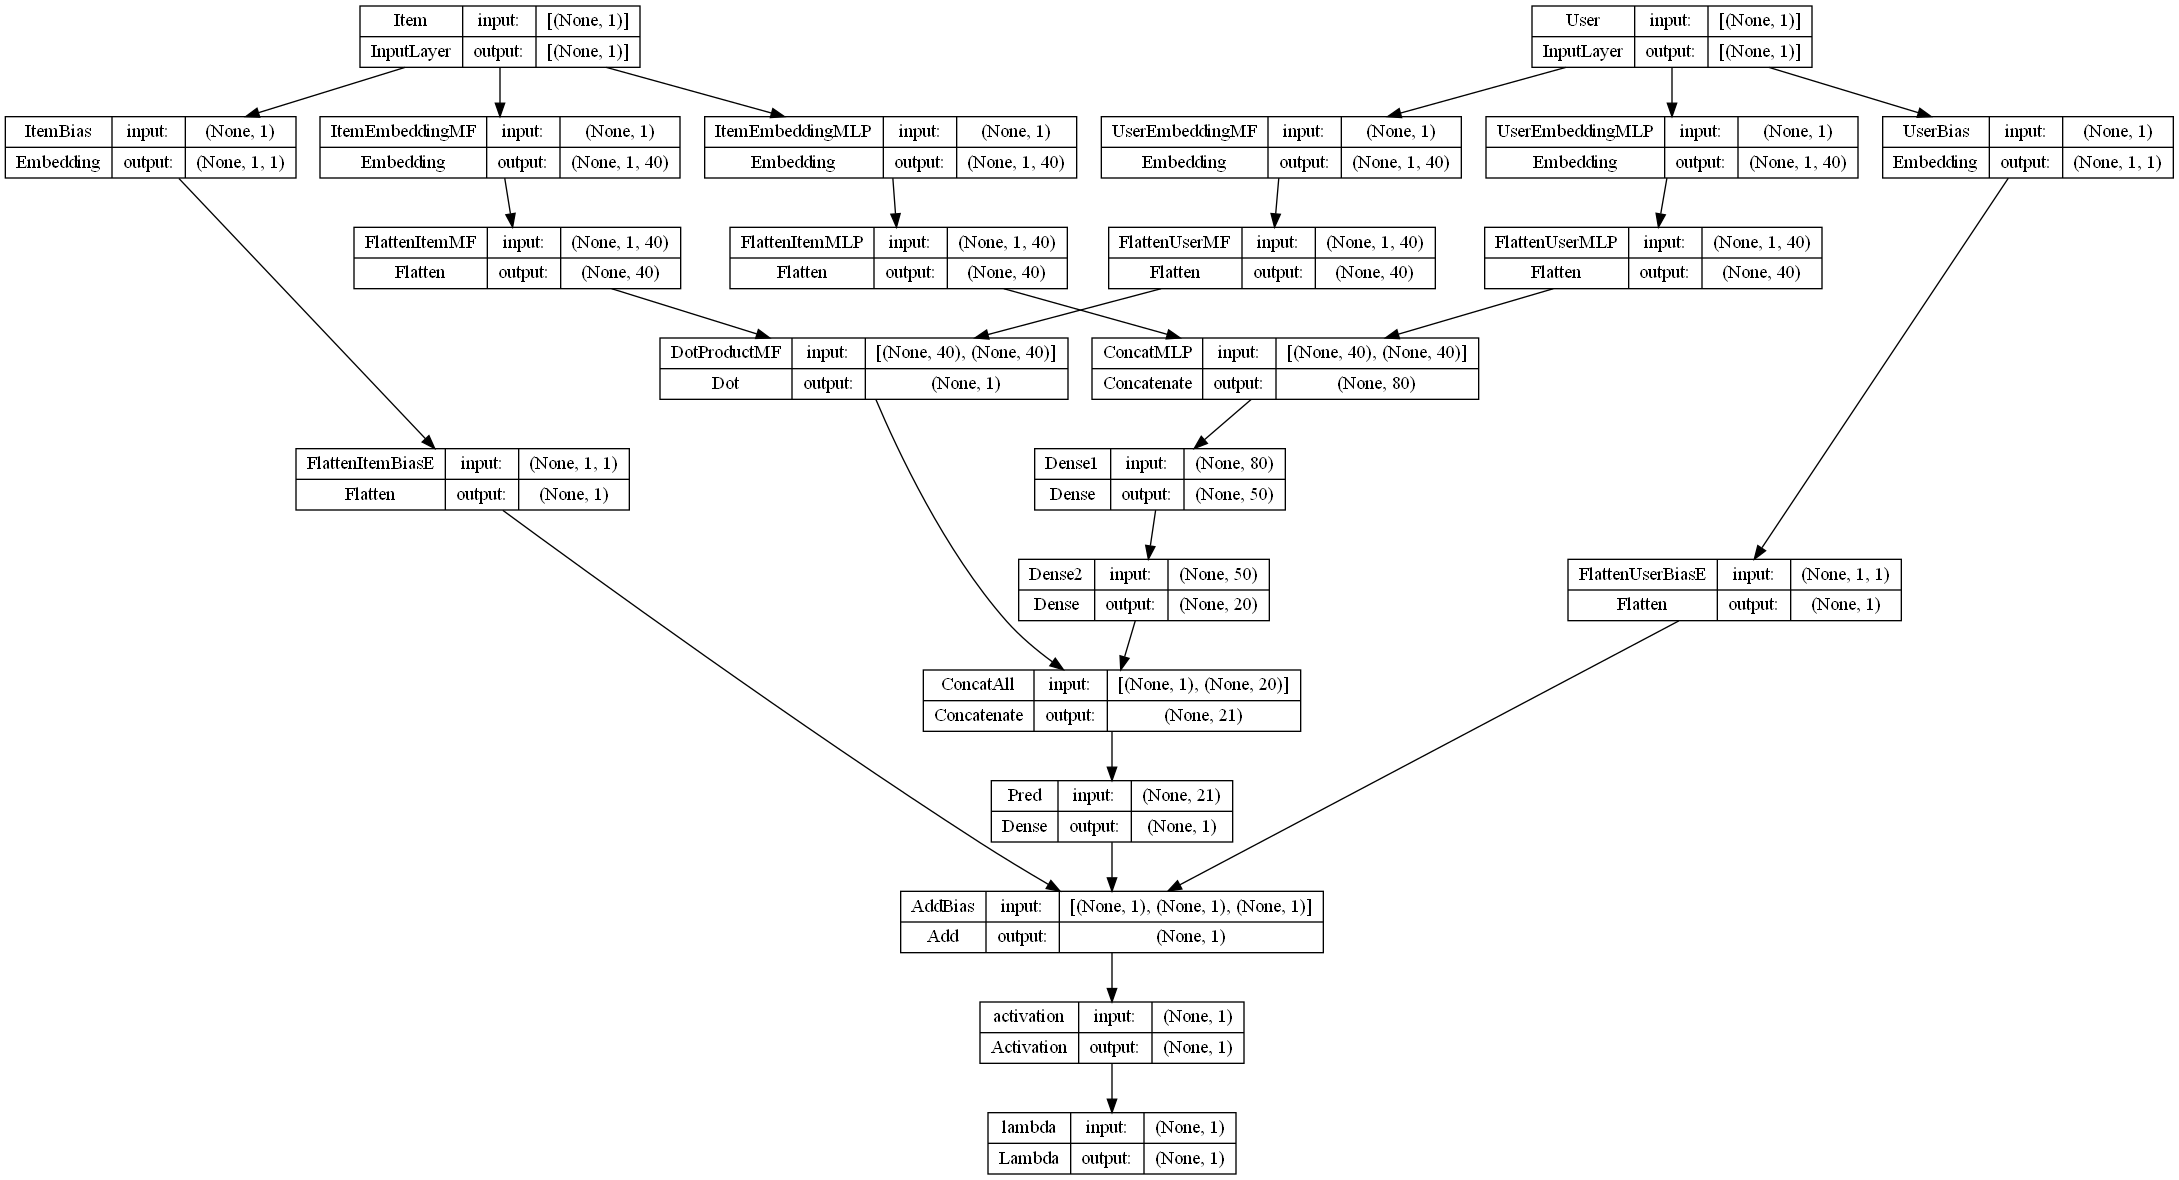 Item input: [(None, 1)]
InputLayer output: [(None, 1)]
User input: [(None, 1)]
InputLayer output: [(None, 1)]
ItemBias input: (None, 1)
Embedding output: (None, 1, 1)
ItemEmbeddingMF input: (None, 1)
Embedding output: (None, 1, 40)
ItemEmbeddingMLP input: (None, 1)
Embedding output: (None, 1, 40)
UserEmbeddingMF input: (None, 1)
Embedding output: (None, 1, 40)
UserEmbeddingMLP input: (None, 1)
Embedding output: (None, 1, 40)
UserBias input: (None, 1)
Embedding output: (None, 1, 1)
FlattenItemMF input: (None, 1, 40)
Flatten output: (None, 40)
FlattenItemMLP input: (None, 1, 40)
Flatten output: (None, 40)
FlattenUserMF input: (None, 1, 40)
Flatten output: (None, 40)
FlattenUserMLP input: (None, 1, 40)
Flatten output: (None, 40)
DotProductMF input: [(None, 40), (None, 40)]
Dot output: (None, 1)
ConcatMLP input: [(None, 40), (None, 40)]
Concatenate output: (None, 80)
FlattenItemBiasE input: (None, 1, 1)
Flatten output: (None, 1)
Dense1 input: (None, 80)
Dense output: (None, 50)
Dense2 input: (None, 50)
Dense output: (None, 20)
FlattenUserBiasE input: (None, 1, 1)
Flatten output: (None, 1)
ConcatAll input: [(None, 1), (None, 20)]
Concatenate output: (None, 21)
Pred input: (None, 21)
Dense output: (None, 1)
AddBias input: [(None, 1), (None, 1), (None, 1)]
Add output: (None, 1)
activation input: (None, 1)
Activation output: (None, 1)
lambda input: (None, 1)
Lambda output: (None, 1)